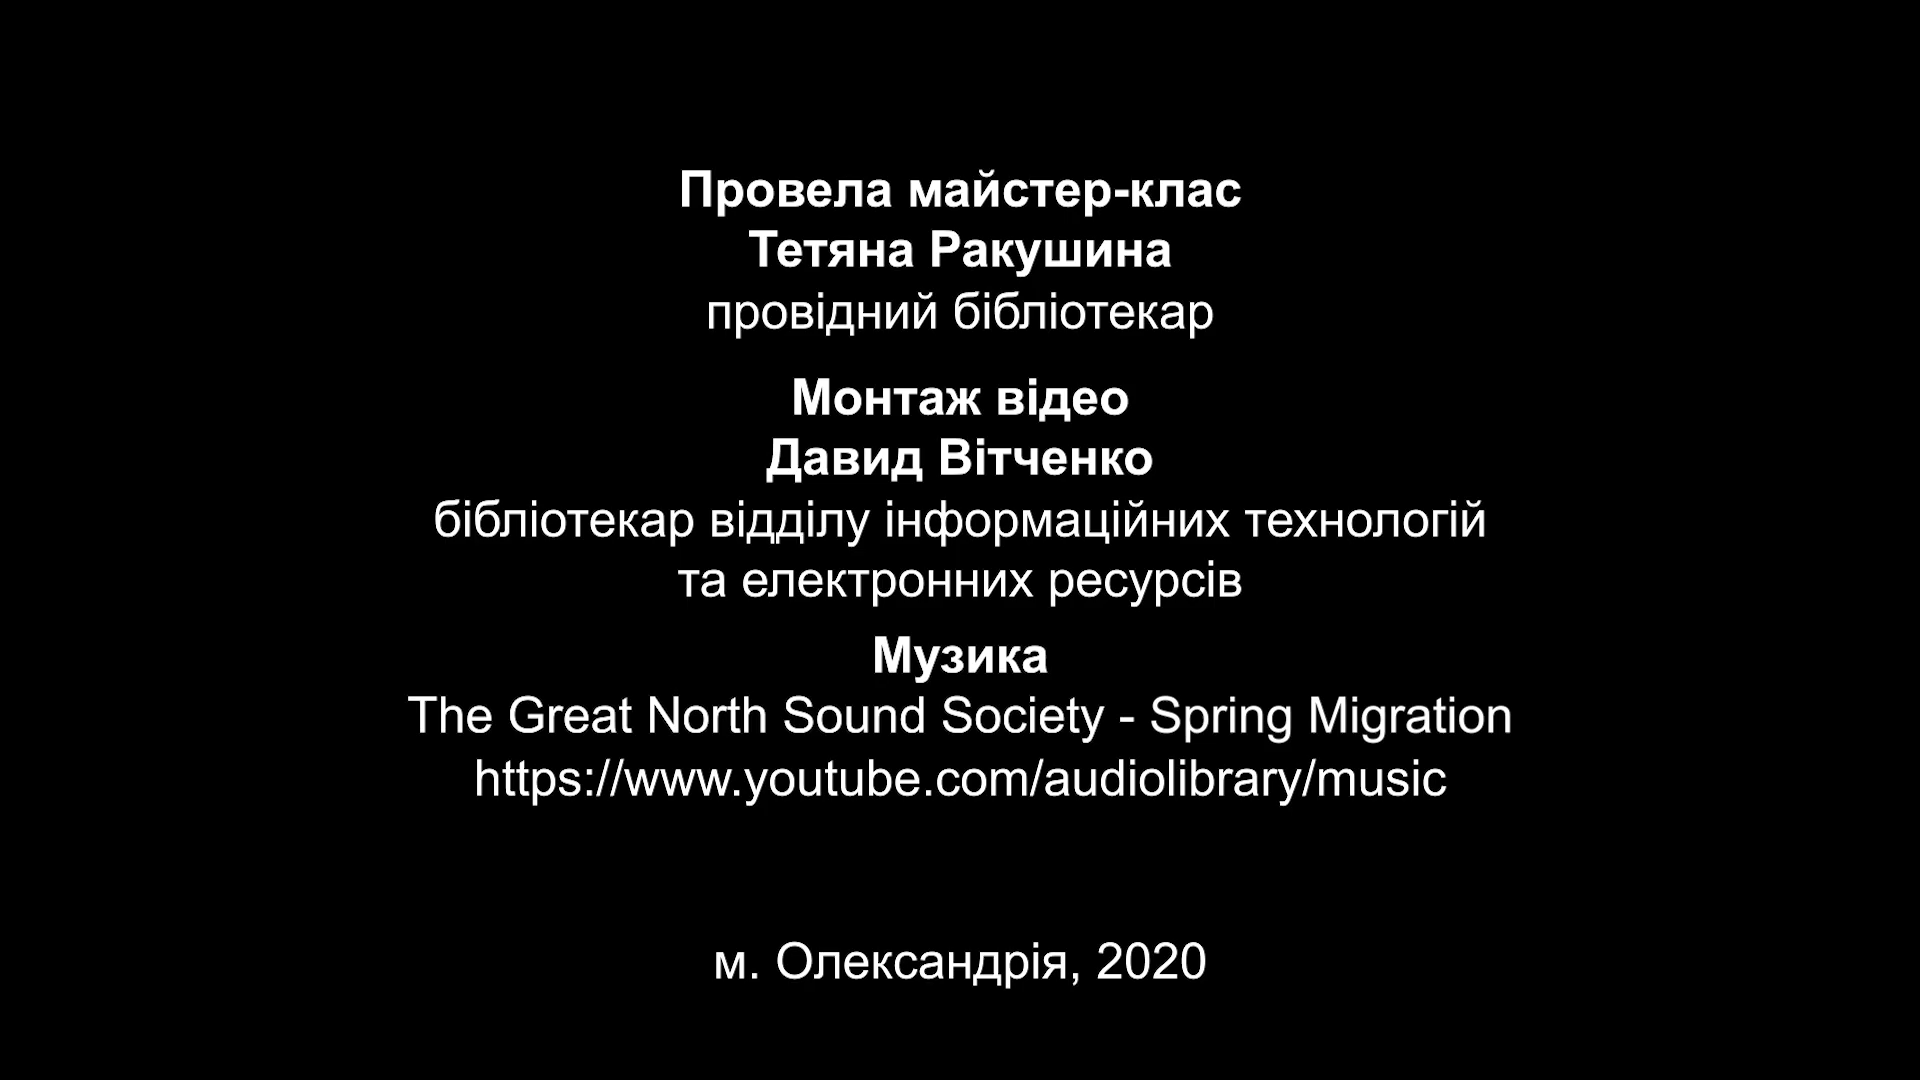 Провела майстер-клас
Тетяна Ракушина
провідний бібліотекар
Монтаж відео
Давид Вітченко
бібліотекар відділу інформаційних технологій
та електронних ресурсів
Музика
The Great North Sound Society - Spring Migration
https://www.youtube.com/audiolibrary/music
м. Олександрія, 2020